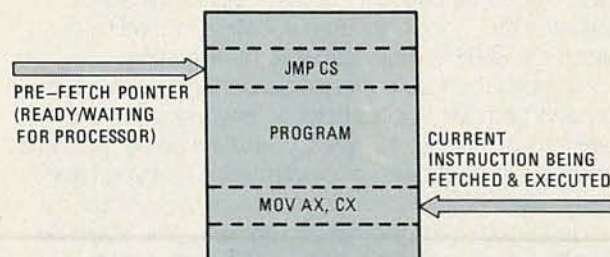 JMP CS
PRE–FETCH POINTER
(READY/WAITING
FOR PROCESSOR)
PROGRAM
CURRENT
INSTRUCTION BEING
FETCHED & EXECUTED
MOV AX, CX